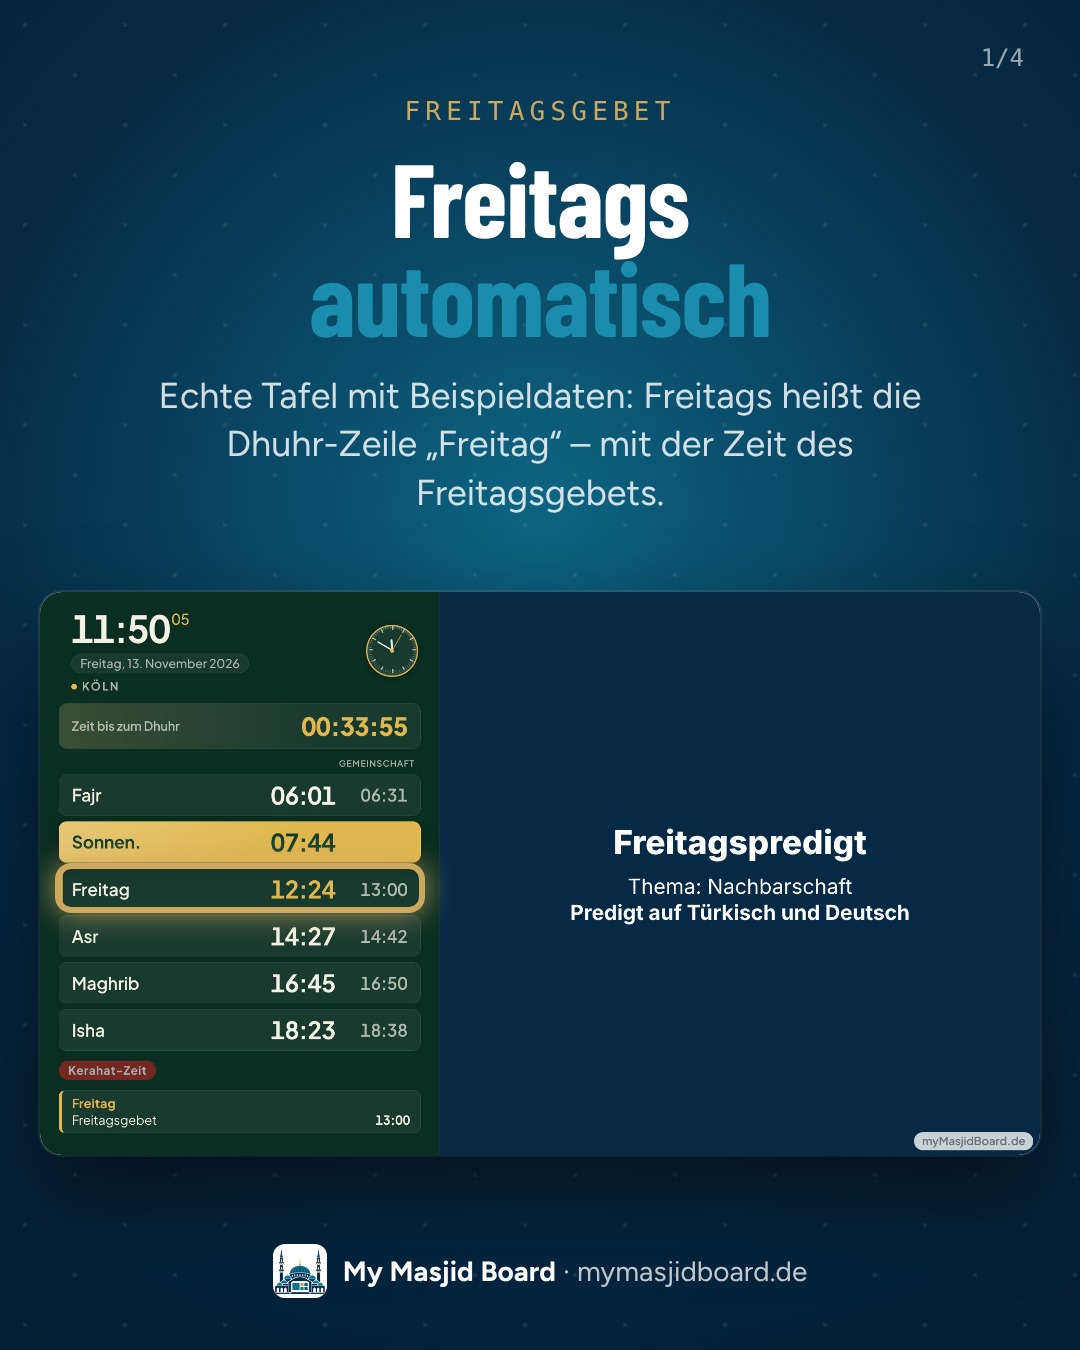 1/4
FREITAGSGEBET
Freitags
automatisch
Echte Tafel mit Beispieldaten: Freitags heißt die
Dhuhr-Zeile „Freitag“ – mit der Zeit des
Freitagsgebets.
11:50 05
Freitag, 13. November 2026
KÖLN
Zeit bis zum Dhuhr 00:33:55
GEMEINSCHAFT
Fajr 06:01 06:31
Sonnen. 07:44
Freitag 12:24 13:00
Asr 14:27 14:42
Maghrib 16:45 16:50
Isha 18:23 18:38
Kerahat-Zeit
Freitag
Freitagsgebet 13:00
Freitagspredigt
Thema: Nachbarschaft
Predigt auf Türkisch und Deutsch
myMasjidBoard.de
My Masjid Board · mymasjidboard.de